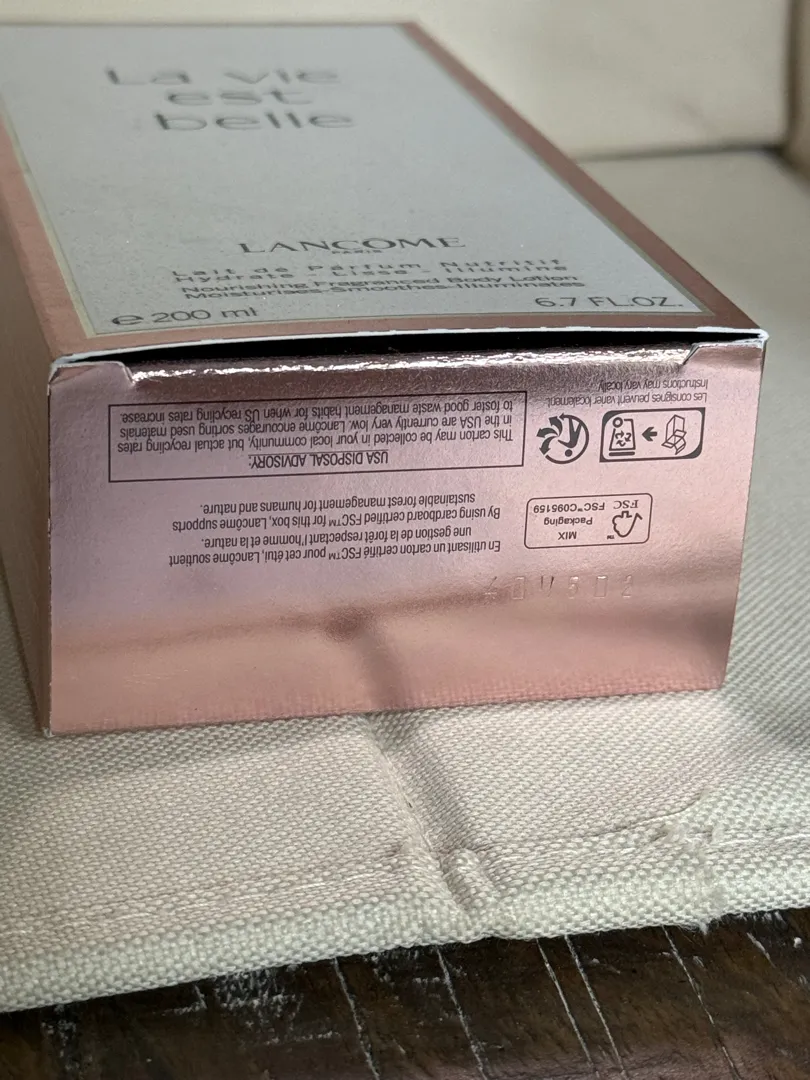 La vie
est
belle
LANCÔME
PARIS
Lait de Parfum Nutritif
Hydrate - Lisse - Illumine
Nourishing Fragranced Body Lotion
Moisturises-Smoothes-Illuminates
e 200 ml 6.7 FL.OZ.
En utilisant un carton certifié FSC™ pour cet étui, Lancôme soutient
une gestion de la forêt respectant l'homme et la nature.
By using cardboard certified FSC™ for this box, Lancôme supports
sustainable forest management for humans and nature.
MIX
Packaging
FSC
FSC™ C095159
USA DISPOSAL ADVISORY:
This carton may be collected in your local community, but actual recycling rates
in the USA are currently very low. Lancôme encourages sorting used materials
to foster good waste management habits for when US recycling rates increase.
Les consignes peuvent varier localement.
Instructions may vary locally